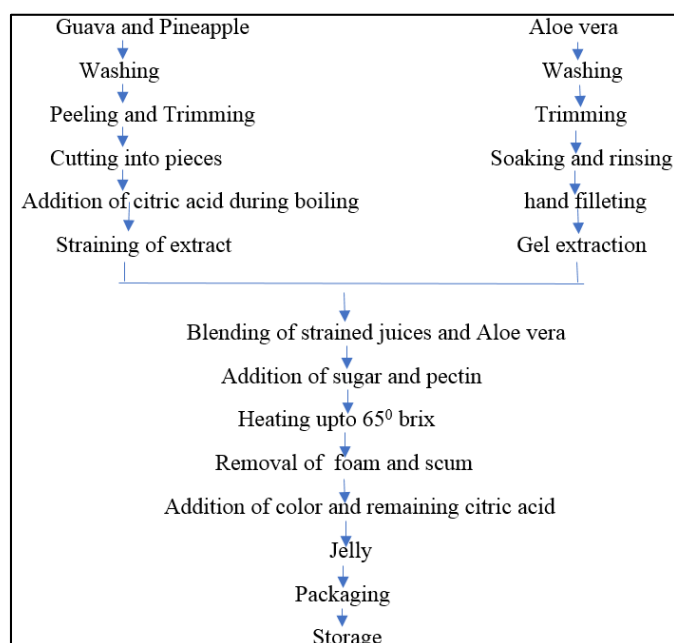 Guava and Pineapple
Washing
Peeling and Trimming
Cutting into pieces
Addition of citric acid during boiling
Straining of extract
Aloe vera
Washing
Trimming
Soaking and rinsing
hand filleting
Gel extraction
Blending of strained juices and Aloe vera
Addition of sugar and pectin
Heating upto 65⁰ brix
Removal of foam and scum
Addition of color and remaining citric acid
Jelly
Packaging
Storage